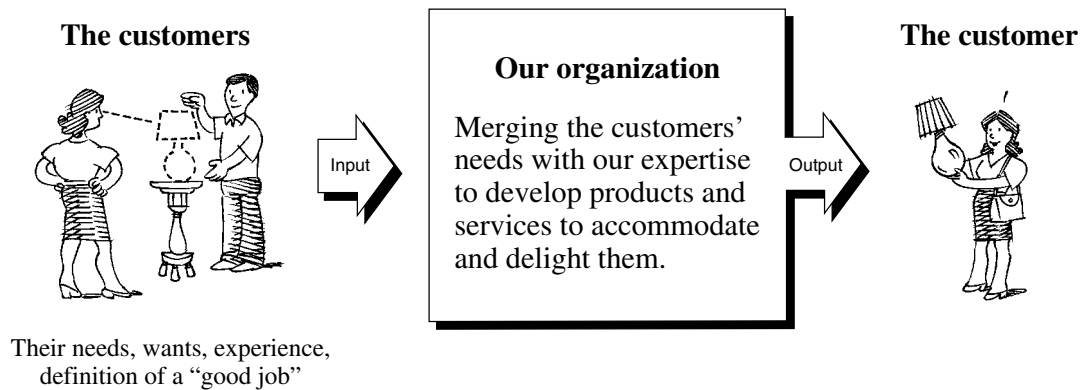 The customers
Their needs, wants, experience,
definition of a “good job”
Input
Our organization
Merging the customers’
needs with our expertise
to develop products and
services to accommodate
and delight them.
Output
The customer